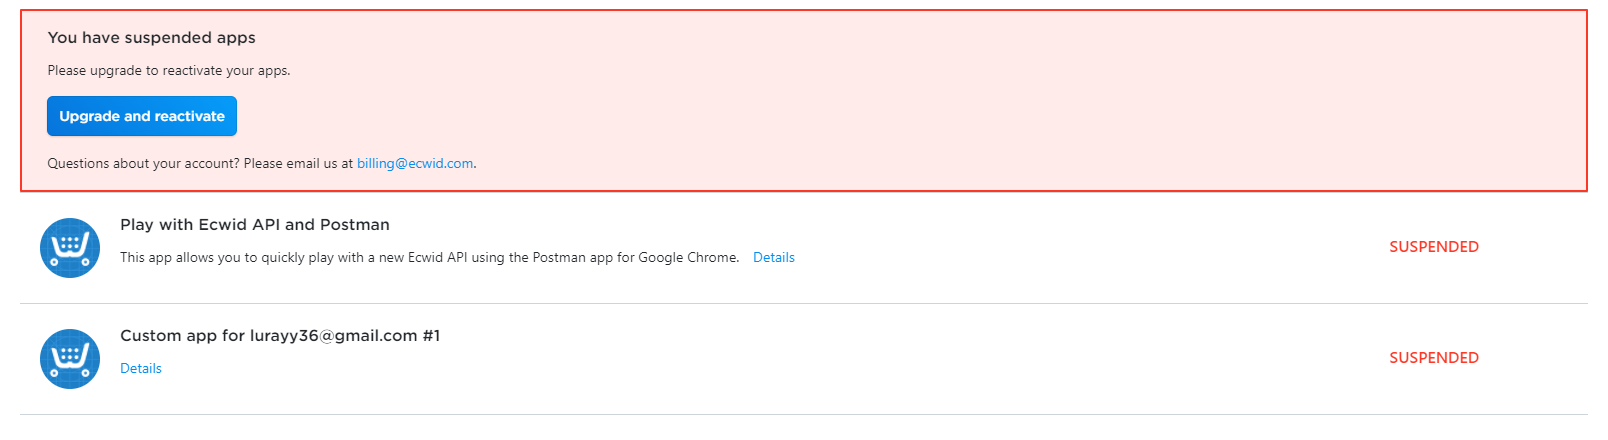 You have suspended apps
Please upgrade to reactivate your apps.
Upgrade and reactivate
Questions about your account? Please email us at billing@ecwid.com.
Play with Ecwid API and Postman
This app allows you to quickly play with a new Ecwid API using the Postman app for Google Chrome. Details
SUSPENDED
Custom app for lurayy36@gmail.com #1
Details
SUSPENDED